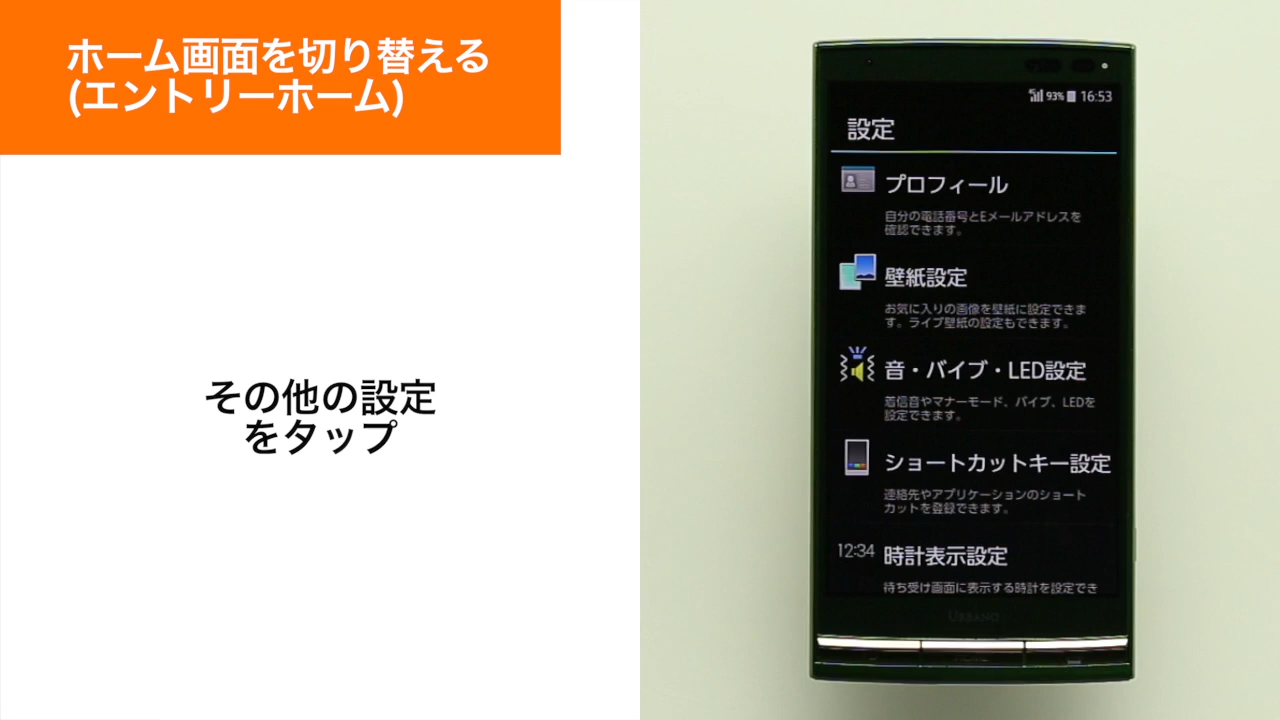 ホーム画面を切り替える
(エントリーホーム)
その他の設定
をタップ
93% 16:53
設定
プロフィール
自分の電話番号とEメールアドレスを
確認できます。
壁紙設定
お気に入りの画像を壁紙に設定できま
す。ライブ壁紙の設定もできます。
音・バイブ・LED設定
着信音やマナーモード、バイブ、LEDを
設定できます。
ショートカットキー設定
連絡先やアプリケーションのショート
カットを登録できます。
12:34 時計表示設定
待ち受け画面に表示する時計を設定でき
URBANO